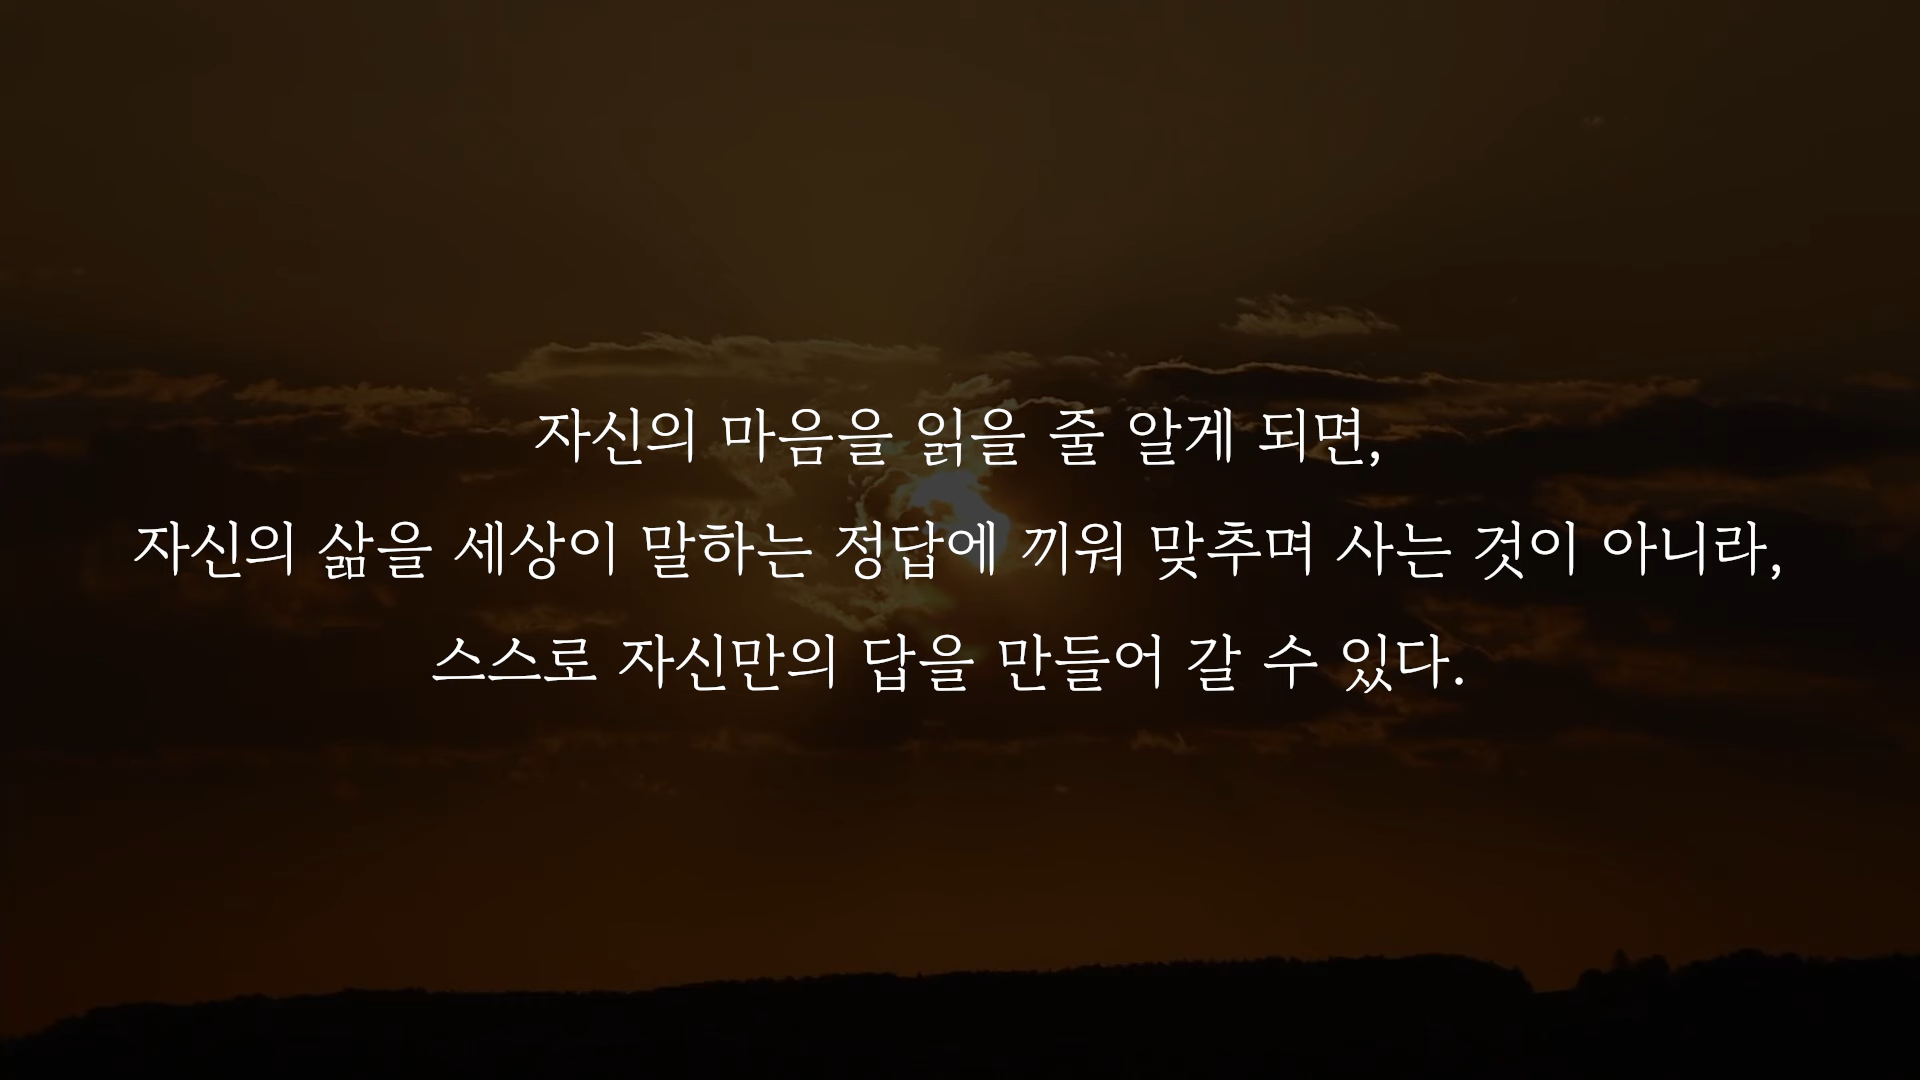 자신의 마음을 읽을 줄 알게 되면,
자신의 삶을 세상이 말하는 정답에 끼워 맞추며 사는 것이 아니라,
스스로 자신만의 답을 만들어 갈 수 있다.